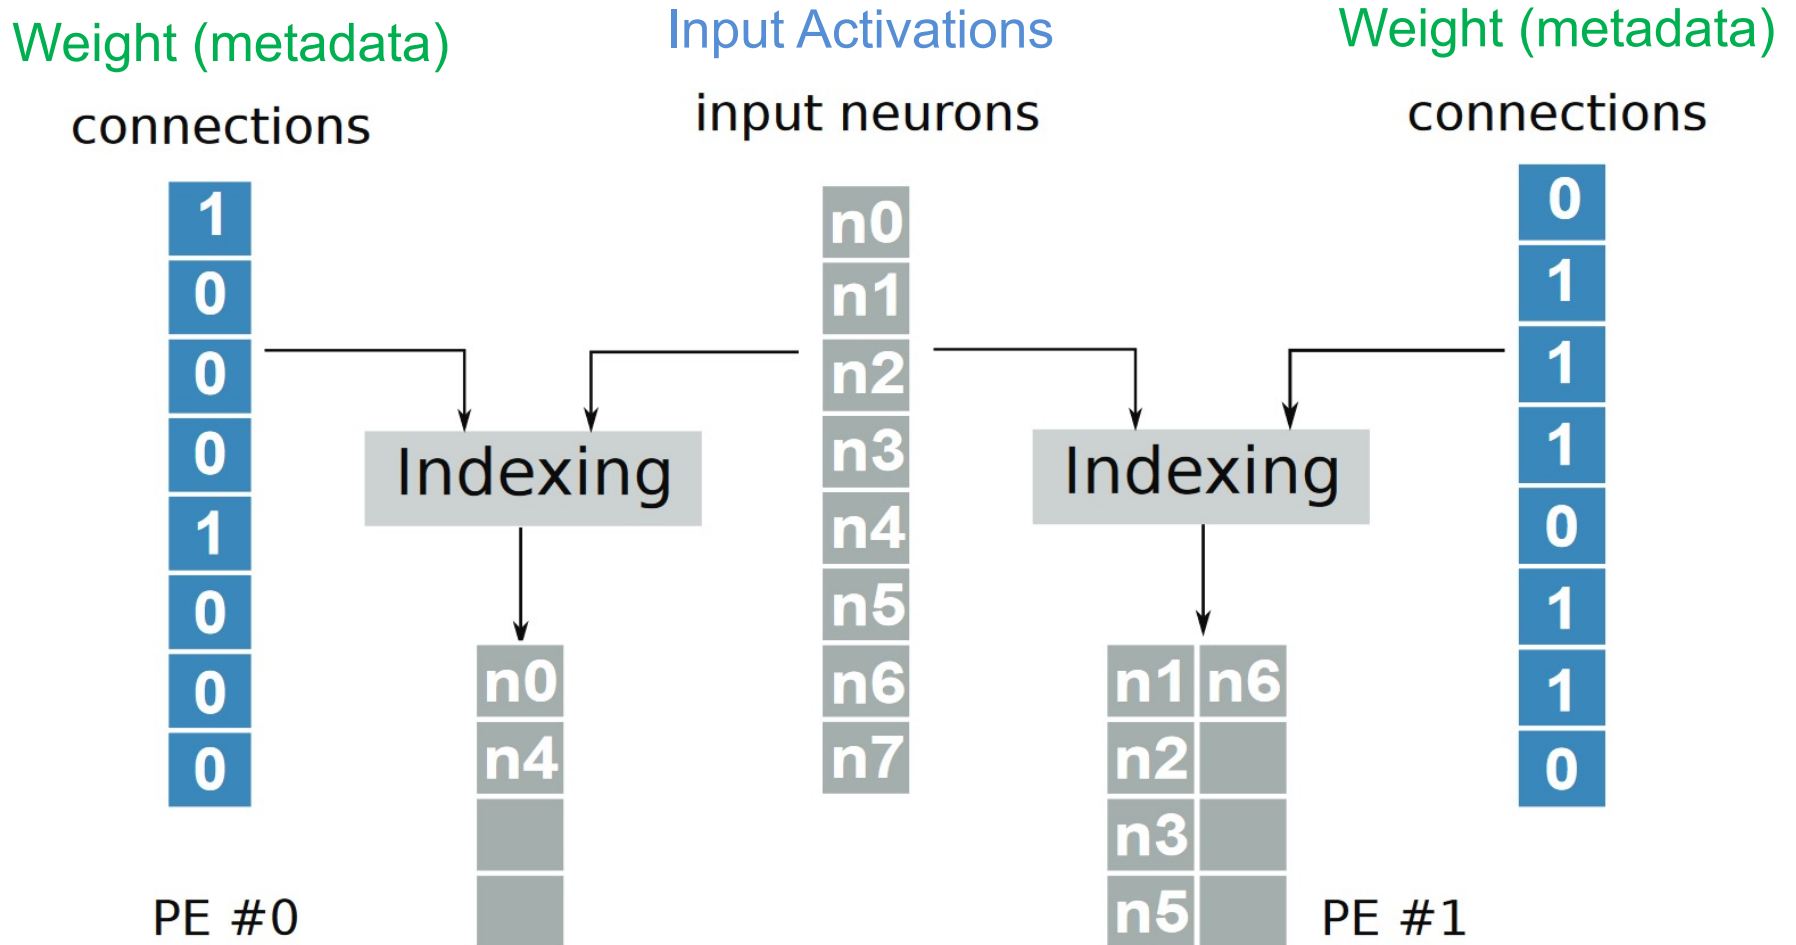 Weight (metadata)
Input Activations
Weight (metadata)
connections
input neurons
connections
1
0
0
0
1
0
0
0
n0
n1
n2
n3
n4
n5
n6
n7
0
1
1
1
0
1
1
0
Indexing
Indexing
n0
n4
n1 n6
n2
n3
n5
PE #0
PE #1